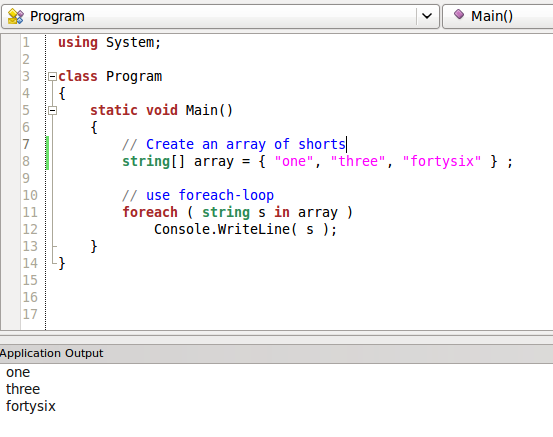 Program
Main()
1 using System;
2
3 class Program
4 {
5 static void Main()
6 {
7 // Create an array of shorts
8 string[] array = { "one", "three", "fortysix" } ;
9
10 // use foreach-loop
11 foreach ( string s in array )
12 Console.WriteLine( s );
13 }
14 }
15
16
17
Application Output
one
three
fortysix